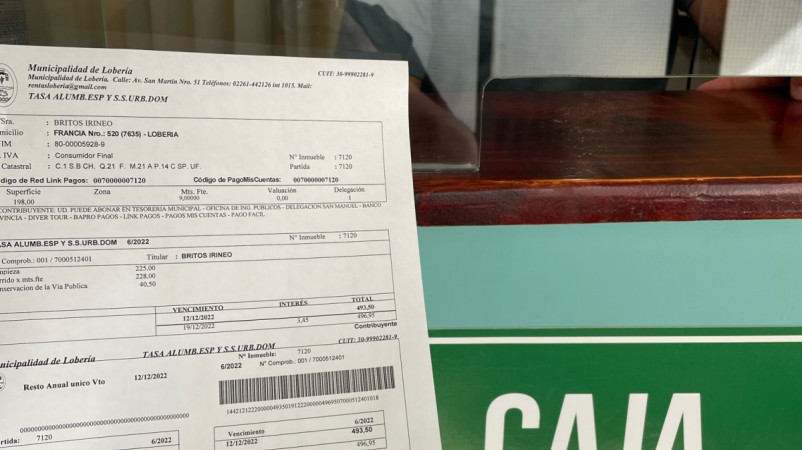 Municipalidad de Lobería
CUIT: 30-99902281-9
Municipalidad de Lobería. Calle: Av. San Martín Nro. 51 Teléfonos: 02261-442126 int 1015. Mail:
rentasloberia@gmail.com
TASA ALUMB.ESP Y S.S.URB.DOM
/Sra. : BRITOS IRINEO
micilio : FRANCIA Nro.: 520 (7635) - LOBERIA
IM : 80-00005928-9
IVA : Consumidor Final N° Inmueble : 7120
Catastral : C.1 S.B CH. Q.21 F. M.21 A P.14 C SP. UF. Partida : 7120
digo de Red Link Pagos: 0070000007120 Código de PagoMisCuentas: 0070000007120
Superficie Zona Mts. Fte. Valuación Delegación
198,00 9,00000 0,00 1
CONTRIBUYENTE: UD. PUEDE ABONAR EN TESORERIA MUNICIPAL - OFICINA DE ING. PUBLICOS - DELEGACION SAN MANUEL - BANCO
VINCIA - DIVER TOUR - BAPRO PAGOS - LINK PAGOS - PAGOS MIS CUENTAS - PAGO FACIL
ASA ALUMB.ESP Y S.S.URB.DOM 6/2022 N° Inmueble : 7120
Comprob.: 001 / 7000512401 Titular : BRITOS IRINEO
mpieza 225,00
rrido x mts.fte 228,00
nservacion de la Via Publica 40,50
VENCIMIENTO INTERÉS TOTAL
12/12/2022 493,50
19/12/2022 3,45 496,95
Contribuyente
nicipalidad de Lobería TASA ALUMB.ESP Y S.S.URB.DOM CUIT: 30-99902281-9
N° Inmueble: 7120
Resto Anual unico Vto 12/12/2022 6/2022 N° Comprob.: 001 / 7000512401
rtida: 7120 6/2022
Vencimiento 6/2022
12/12/2022 493,50
496,95
CAJA